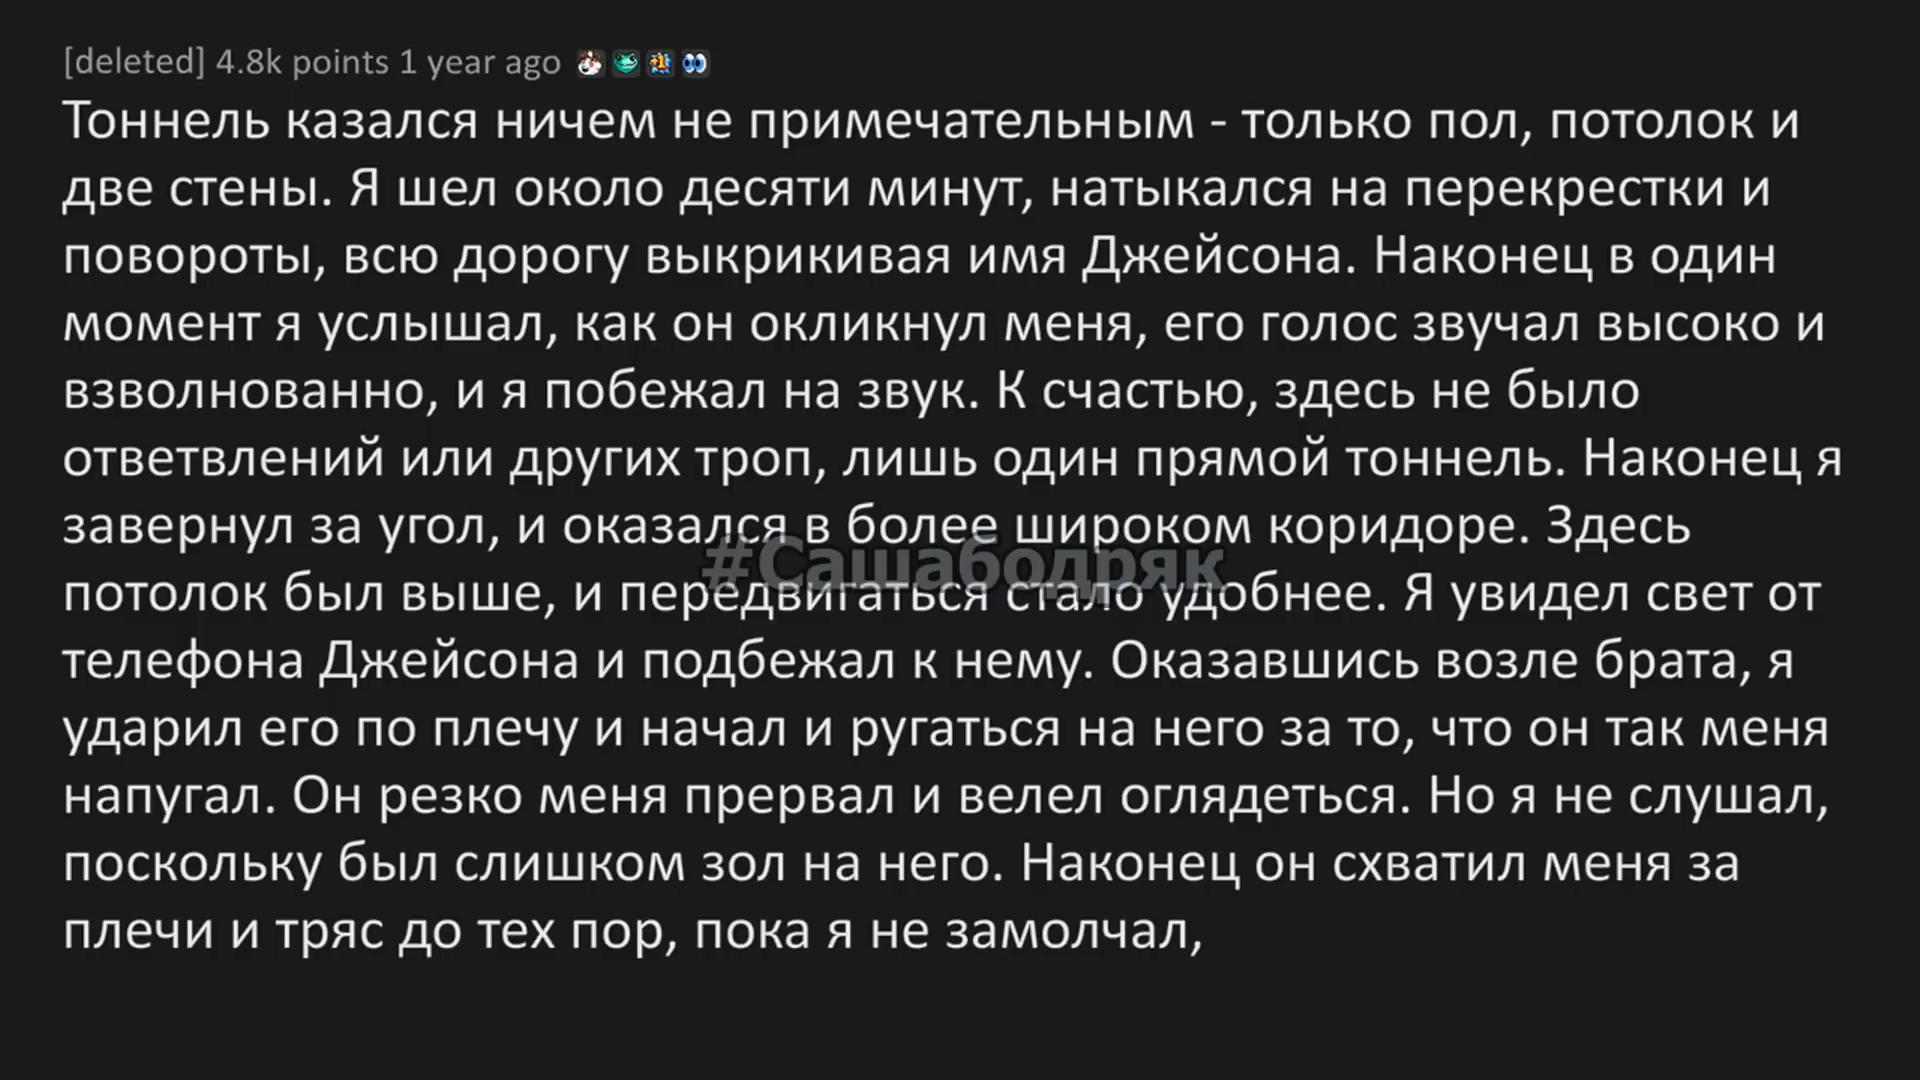 [deleted] 4.8k points 1 year ago
Тоннель казался ничем не примечательным - только пол, потолок и
две стены. Я шел около десяти минут, натыкался на перекрестки и
повороты, всю дорогу выкрикивая имя Джейсона. Наконец в один
момент я услышал, как он окликнул меня, его голос звучал высоко и
взволнованно, и я побежал на звук. К счастью, здесь не было
ответвлений или других троп, лишь один прямой тоннель. Наконец я
завернул за угол, и оказался в более широком коридоре. Здесь
#Сашабодряк
потолок был выше, и передвигаться стало удобнее. Я увидел свет от
телефона Джейсона и подбежал к нему. Оказавшись возле брата, я
ударил его по плечу и начал и ругаться на него за то, что он так меня
напугал. Он резко меня прервал и велел оглядеться. Но я не слушал,
поскольку был слишком зол на него. Наконец он схватил меня за
плечи и тряс до тех пор, пока я не замолчал,